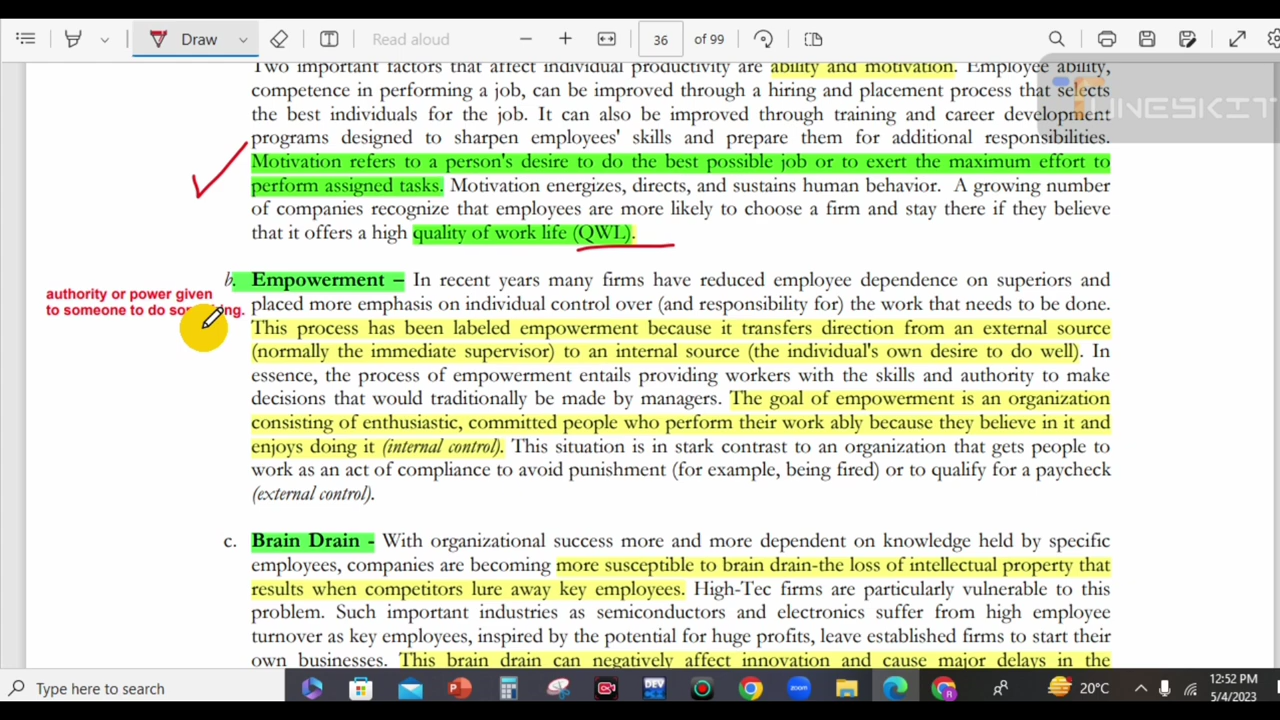 Draw
Read aloud
36
of 99
Two important factors that affect individual productivity are ability and motivation. Employee ability,
competence in performing a job, can be improved through a hiring and placement process that selects
the best individuals for the job. It can also be improved through training and career development
programs designed to sharpen employees' skills and prepare them for additional responsibilities.
Motivation refers to a person's desire to do the best possible job or to exert the maximum effort to
perform assigned tasks. Motivation energizes, directs, and sustains human behavior. A growing number
of companies recognize that employees are more likely to choose a firm and stay there if they believe
that it offers a high quality of work life (QWL).
b. Empowerment – In recent years many firms have reduced employee dependence on superiors and
placed more emphasis on individual control over (and responsibility for) the work that needs to be done.
This process has been labeled empowerment because it transfers direction from an external source
(normally the immediate supervisor) to an internal source (the individual's own desire to do well). In
essence, the process of empowerment entails providing workers with the skills and authority to make
decisions that would traditionally be made by managers. The goal of empowerment is an organization
consisting of enthusiastic, committed people who perform their work ably because they believe in it and
enjoys doing it (internal control). This situation is in stark contrast to an organization that gets people to
work as an act of compliance to avoid punishment (for example, being fired) or to qualify for a paycheck
(external control).
authority or power given
to someone to do
c. Brain Drain - With organizational success more and more dependent on knowledge held by specific
employees, companies are becoming more susceptible to brain drain-the loss of intellectual property that
results when competitors lure away key employees. High-Tec firms are particularly vulnerable to this
problem. Such important industries as semiconductors and electronics suffer from high employee
turnover as key employees, inspired by the potential for huge profits, leave established firms to start their
own businesses. This brain drain can negatively affect innovation and cause major delays in the
Type here to search
20°C
12:52 PM
5/4/2023